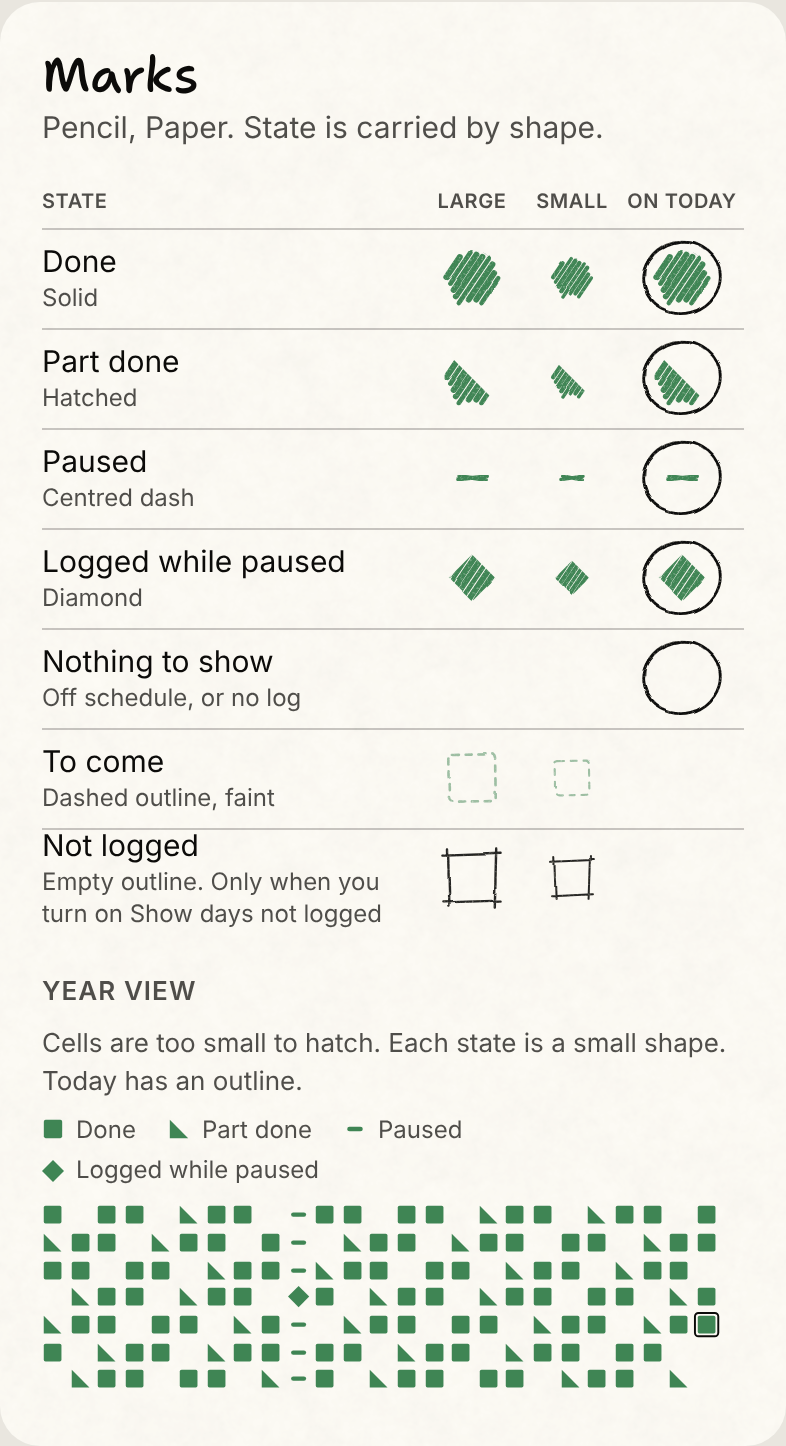 Marks
Pencil, Paper. State is carried by shape.
STATE LARGE SMALL ON TODAY
Done
Solid
Part done
Hatched
Paused
Centred dash
Logged while paused
Diamond
Nothing to show
Off schedule, or no log
To come
Dashed outline, faint
Not logged
Empty outline. Only when you
turn on Show days not logged
YEAR VIEW
Cells are too small to hatch. Each state is a small shape.
Today has an outline.
Done Part done Paused
Logged while paused